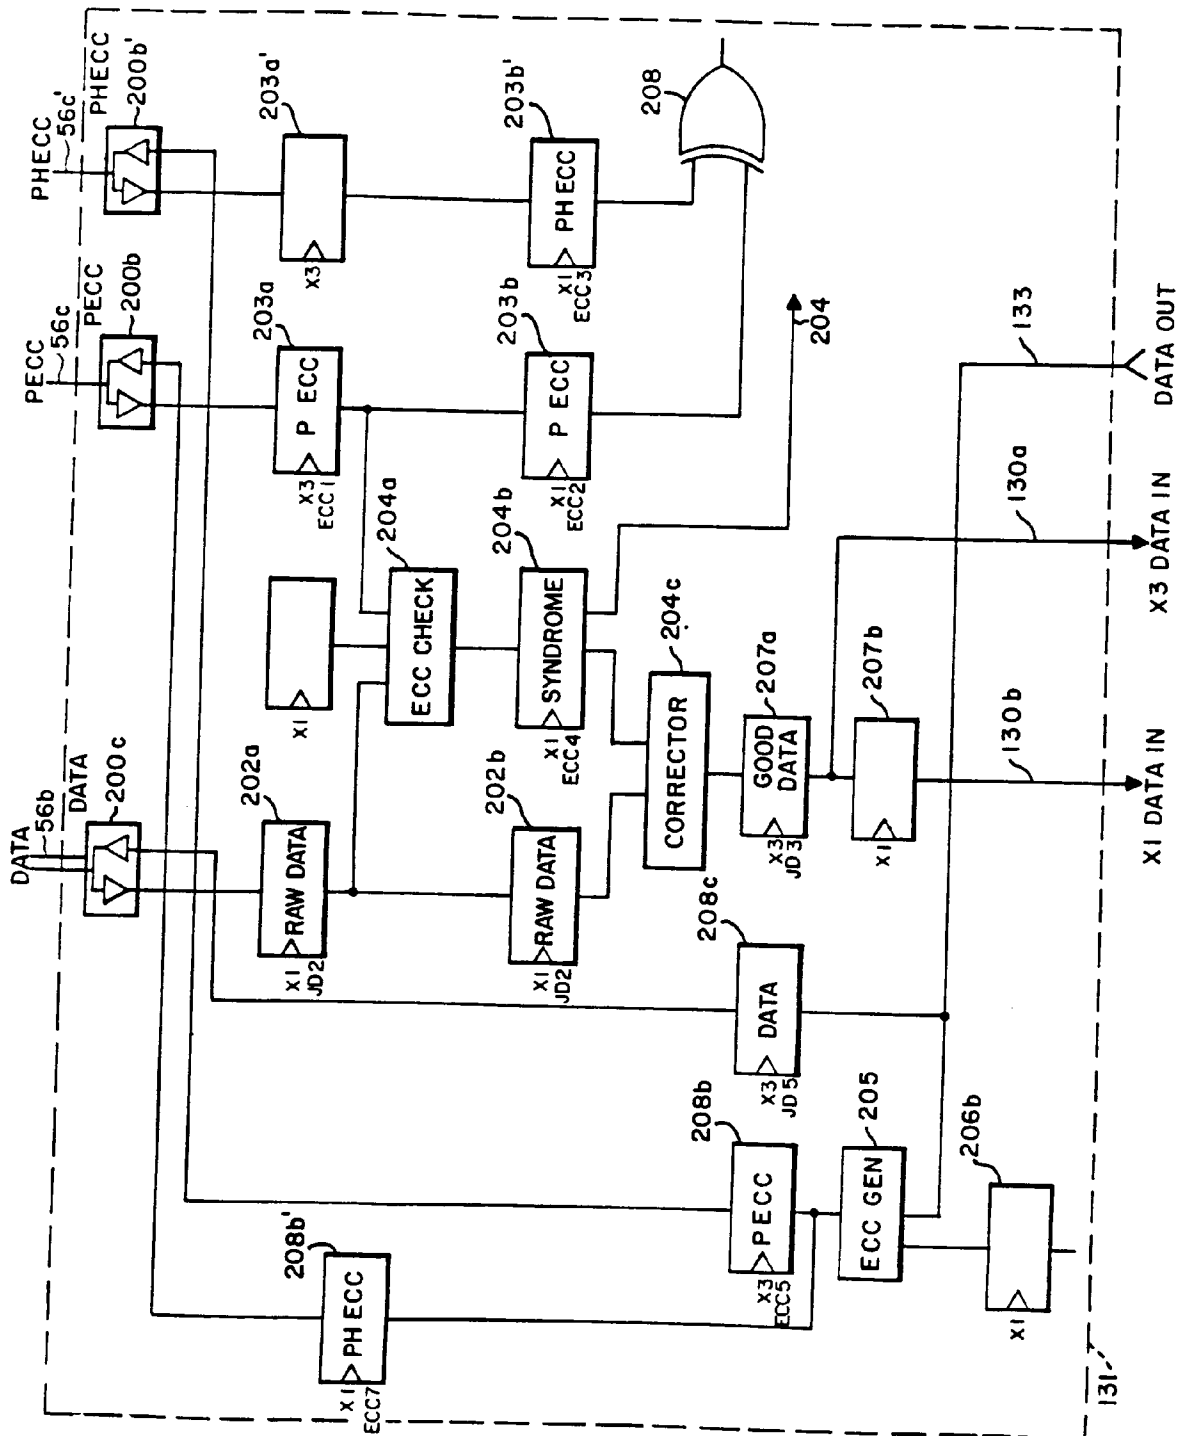 PHECC
56c'
PHECC
200b'
203a'
X3
203b'
PH ECC
X1
ECC3
208
PECC
56c
PECC
200b
203a
P ECC
X3
ECC1
203b
P ECC
X1
ECC2
204
204a
ECC CHECK
X1
204b
SYNDROME
X1
ECC4
DATA
56b
DATA
200c
202a
RAW DATA
X1
JD2
202b
RAW DATA
X1
JD2
204c
CORRECTOR
207a
GOOD
DATA
X3
JD3
207b
X1
133
DATA OUT
130a
X3 DATA IN
130b
X1 DATA IN
208c
DATA
X3
JD5
208b
PECC
X3
ECC5
205
ECC GEN
206b
X1
208b'
PH ECC
X1
ECC7
131